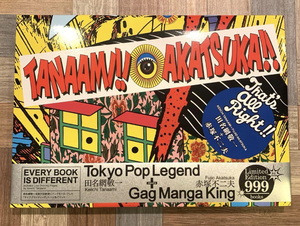 TANAAMI!! AKATSUKA!!
That's
All
Right!!
田名網敬一
赤塚不二夫
EVERY BOOK
IS DIFFERENT
Tokyo Pop Legend
田名網敬一
Keiichi Tanaami
+
Fujio Akatsuka
赤塚不二夫
Gag Manga King
Limited
Edition
999
books